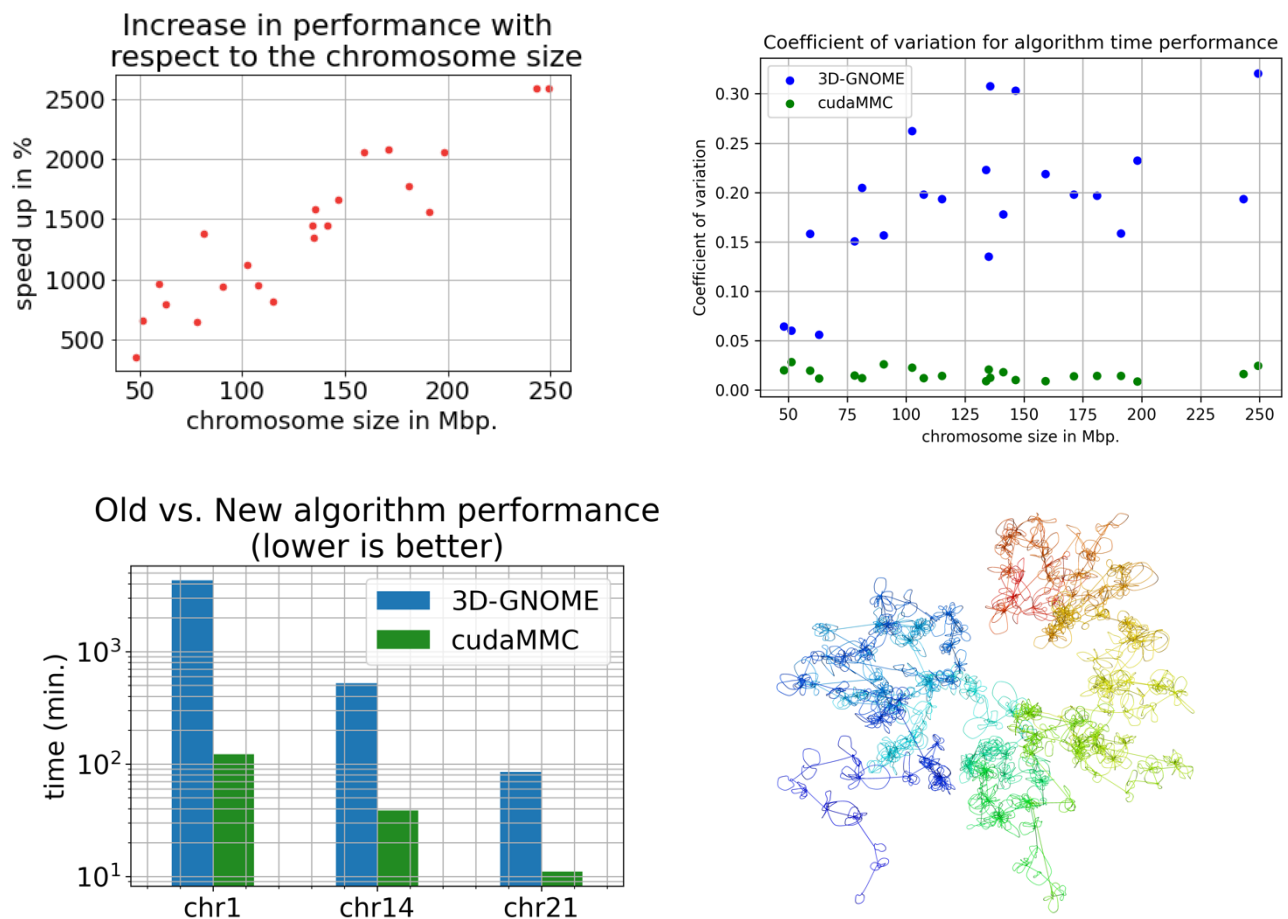 Increase in performance with
respect to the chromosome size
2500
2000
1500
1000
500
speed up in %
50 100 150 200 250
chromosome size in Mbp.
Coefficient of variation for algorithm time performance
3D-GNOME
cudaMMC
0.30
0.25
0.20
0.15
0.10
0.05
0.00
Coefficient of variation
50 75 100 125 150 175 200 225 250
chromosome size in Mbp.
Old vs. New algorithm performance
(lower is better)
3D-GNOME
cudaMMC
10³
10²
10¹
time (min.)
chr1 chr14 chr21